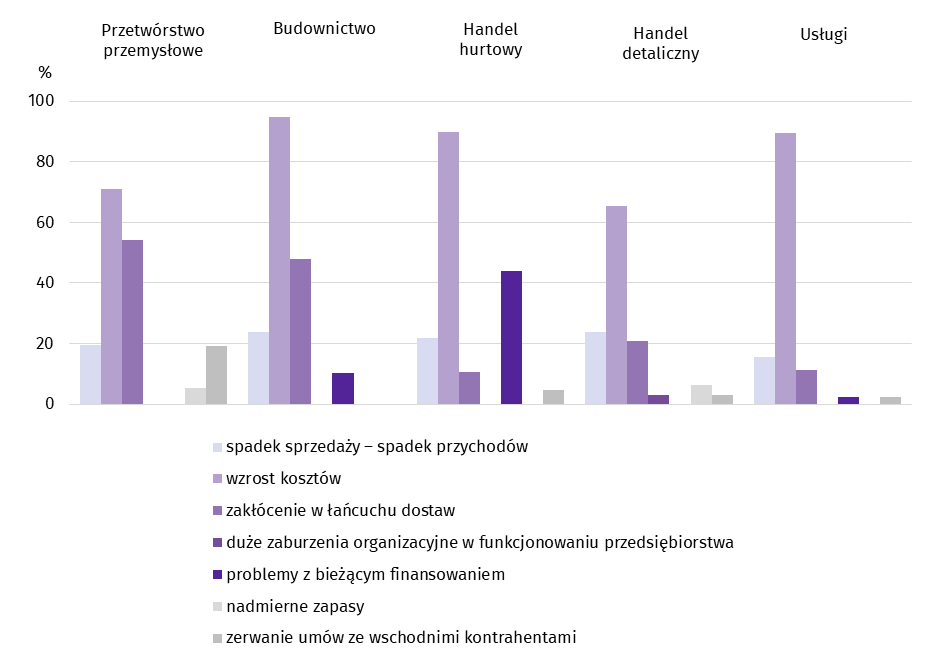 Przetwórstwo
przemysłowe
Budownictwo
Handel
hurtowy
Handel
detaliczny
Usługi
%
100
80
60
40
20
0
spadek sprzedaży – spadek przychodów
wzrost kosztów
zakłócenie w łańcuchu dostaw
duże zaburzenia organizacyjne w funkcjonowaniu przedsiębiorstwa
problemy z bieżącym finansowaniem
nadmierne zapasy
zerwanie umów ze wschodnimi kontrahentami